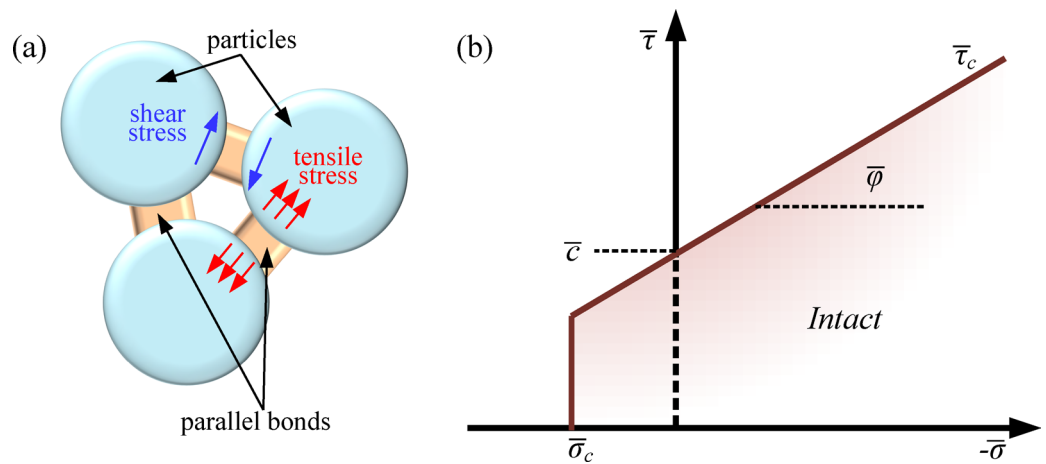 (a)
particles
shear
stress
tensile
stress
parallel bonds
(b)
τ̅
τ̅c
φ̅
c̅
Intact
σ̅c
-σ̅